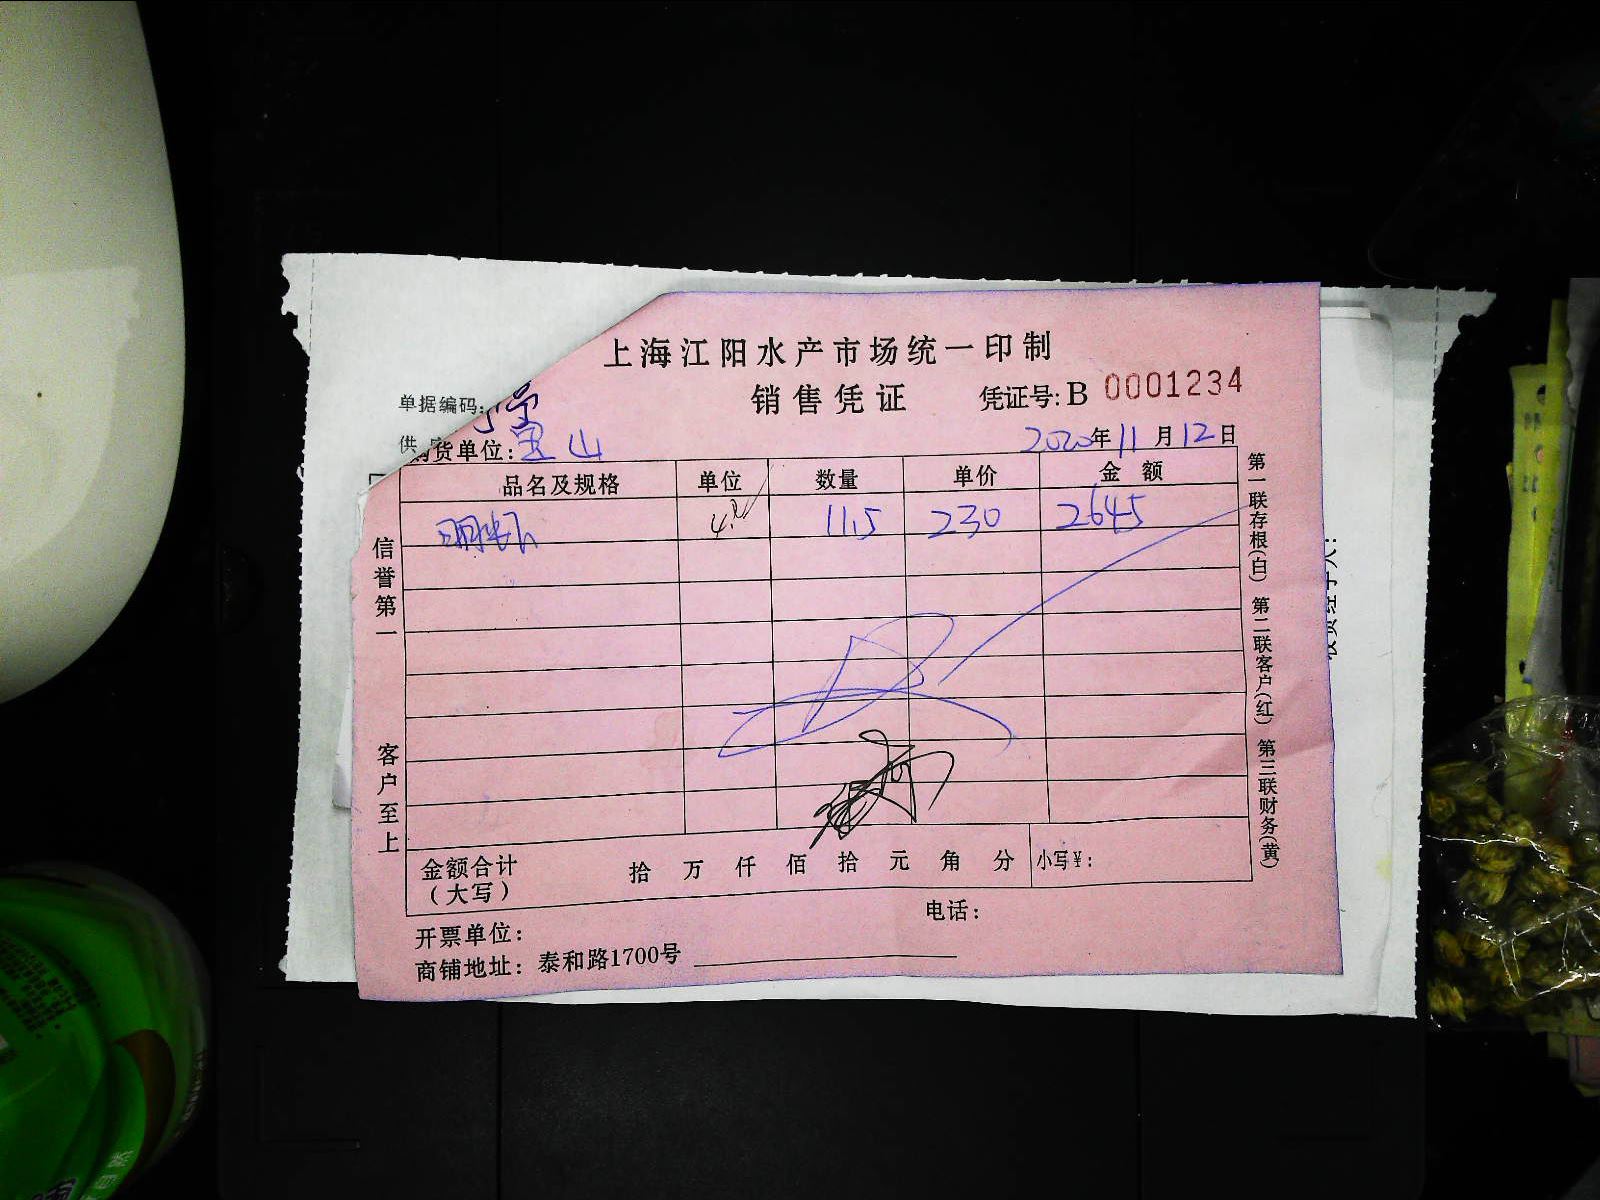 上海江阳水产市场统一印制
销售凭证 凭证号:B 0001234
单据编码:
供
货单位: 宝山
2020年11月12日
品名及规格 单位 数量 单价 金额
明虾 11.5 230 2645
信誉第一
客户至上
第一联存根(白) 第二联客户(红) 第三联财务(黄)
金额合计 拾 万 仟 佰 拾 元 角 分 小写¥:
(大写)
电话:
开票单位:
商铺地址: 泰和路1700号